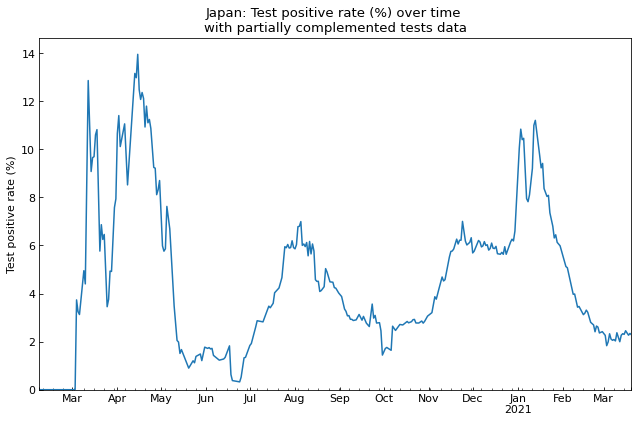 Japan: Test positive rate (%) over time
with partially complemented tests data
Test positive rate (%)
14
12
10
8
6
4
2
0
Mar Apr May Jun Jul Aug Sep Oct Nov Dec Jan Feb Mar
2021